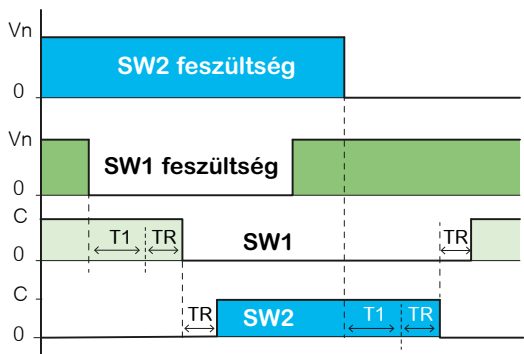 Vn
SW2 feszültség
0
Vn
SW1 feszültség
0
C
T1 TR SW1 TR
0
C
TR SW2 T1 TR
0